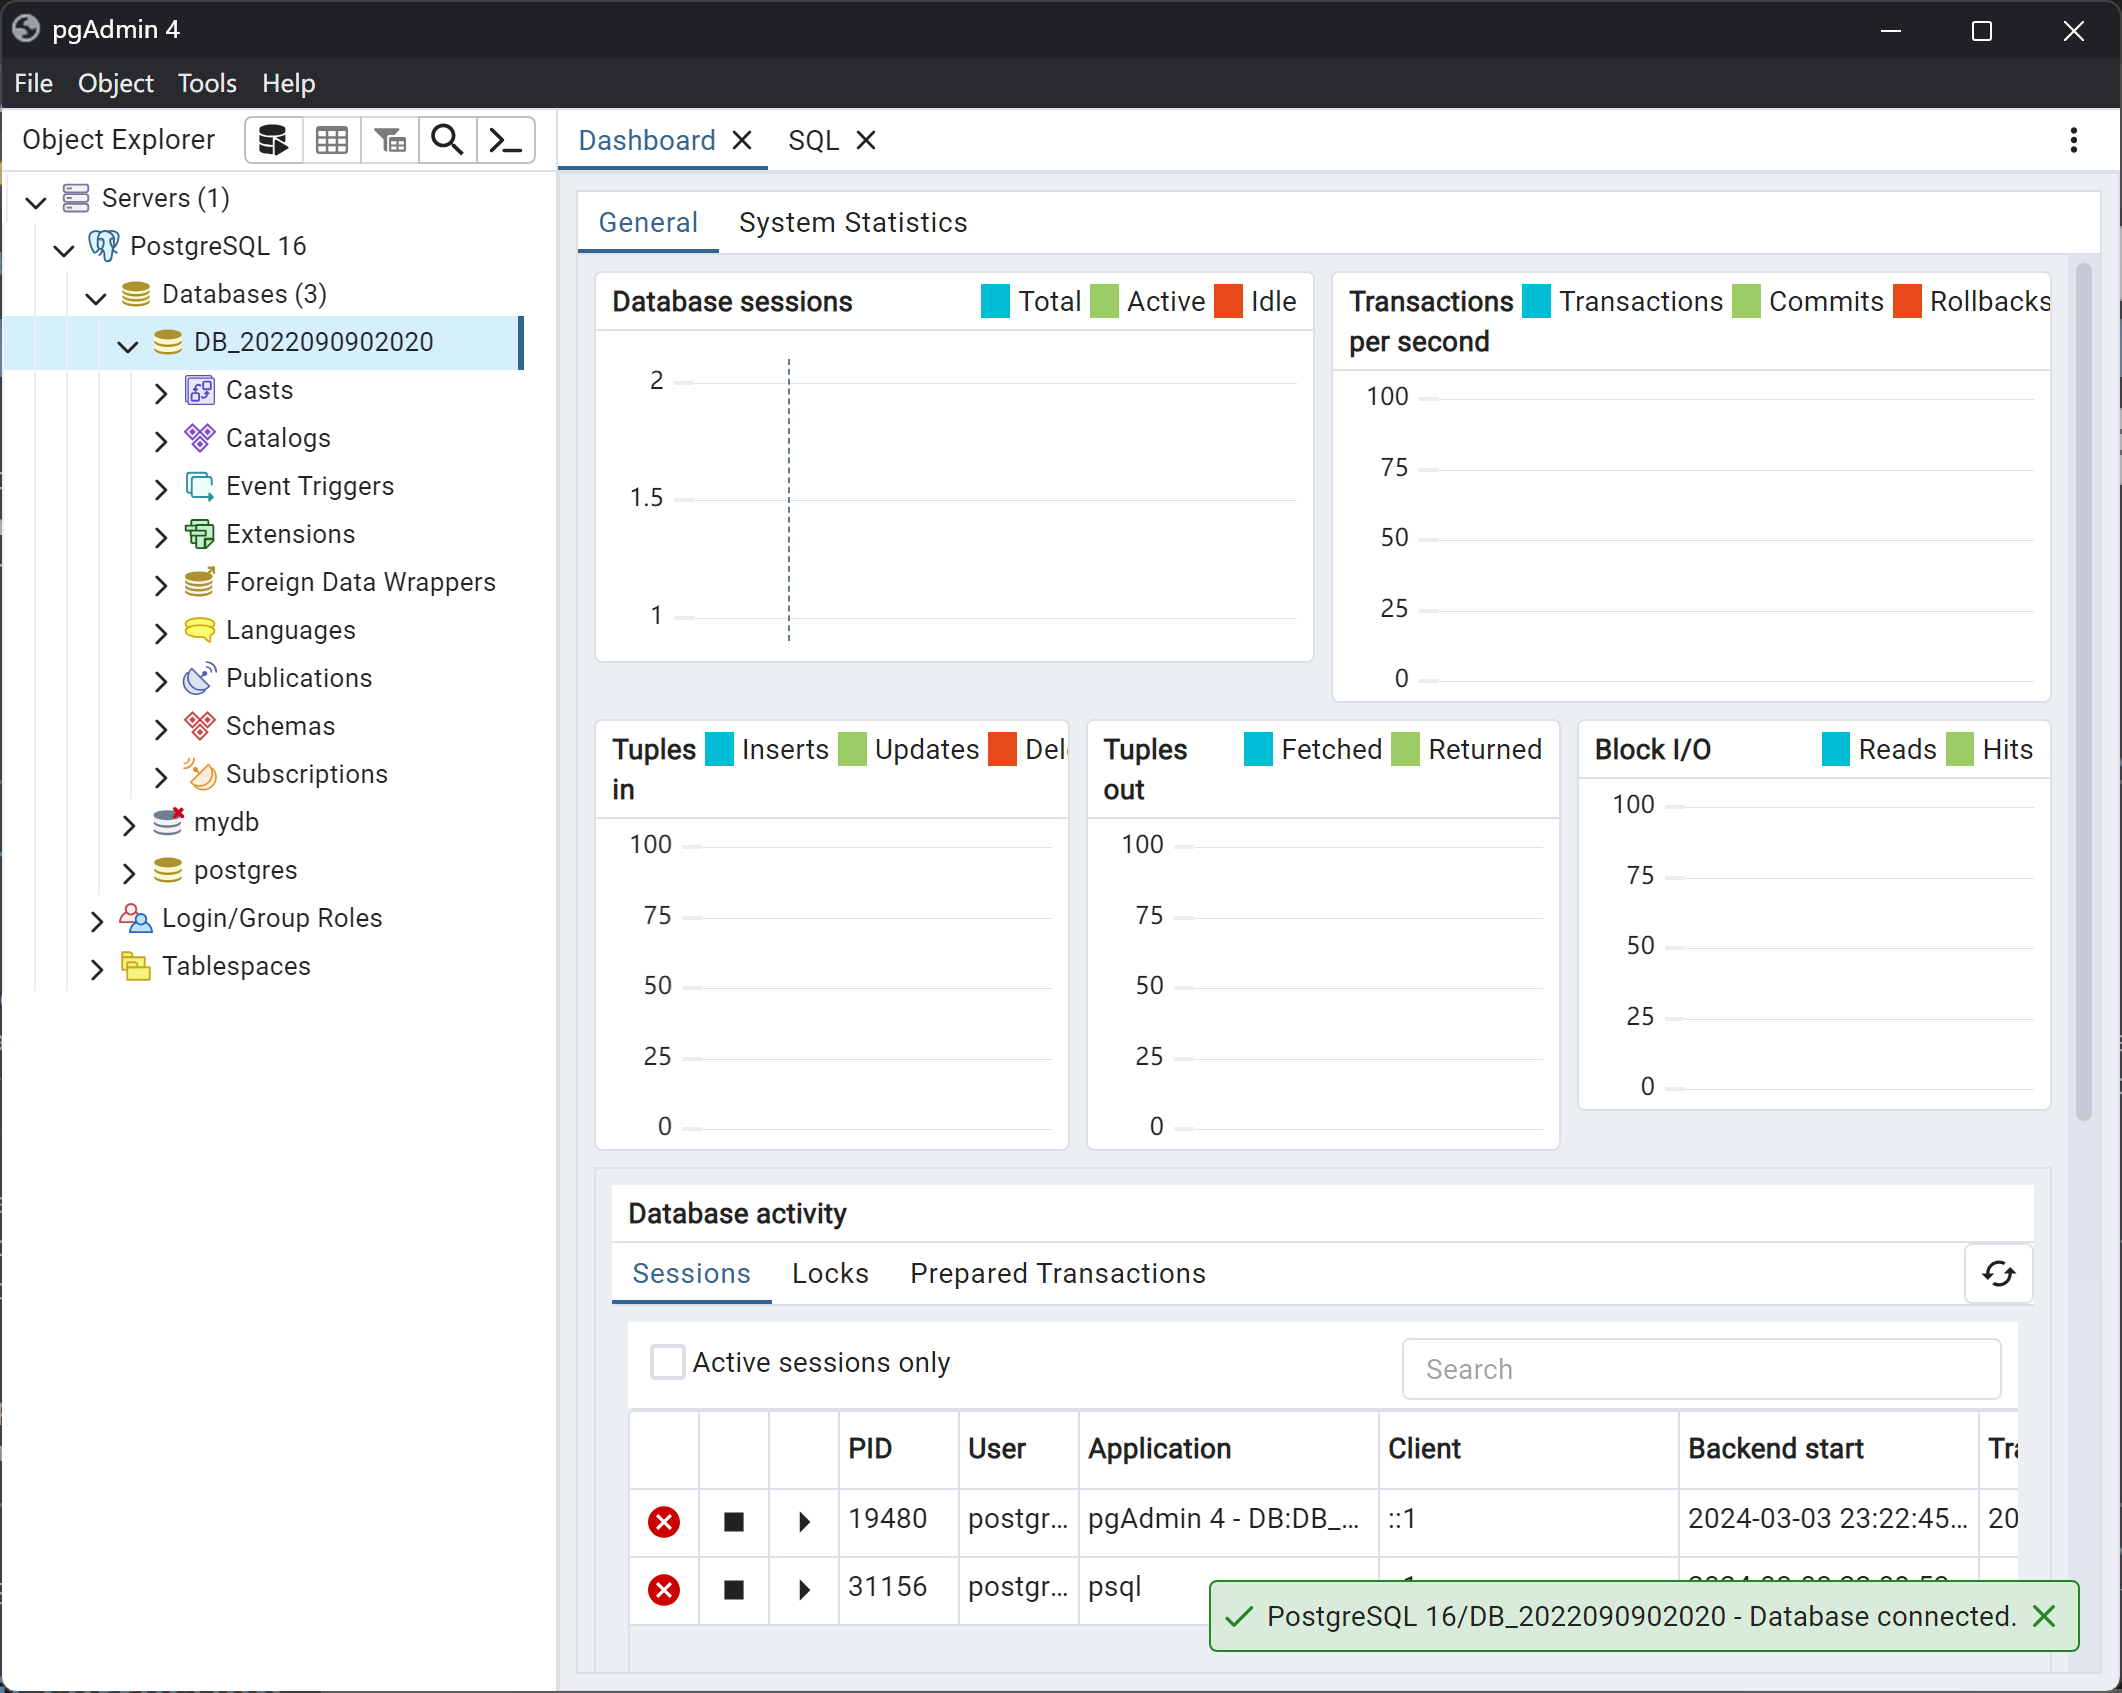 pgAdmin 4
File Object Tools Help
Object Explorer
Dashboard SQL
Servers (1)
PostgreSQL 16
Databases (3)
DB_2022090902020
Casts
Catalogs
Event Triggers
Extensions
Foreign Data Wrappers
Languages
Publications
Schemas
Subscriptions
mydb
postgres
Login/Group Roles
Tablespaces
General System Statistics
Database sessions Total Active Idle
2
1.5
1
Transactions per second Transactions Commits Rollbacks
100
75
50
25
0
Tuples in Inserts Updates Del
100
75
50
25
0
Tuples out Fetched Returned
100
75
50
25
0
Block I/O Reads Hits
100
75
50
25
0
Database activity
Sessions Locks Prepared Transactions
Active sessions only Search
PID User Application Client Backend start Tra
19480 postgr... pgAdmin 4 - DB:DB_... ::1 2024-03-03 23:22:45... 20
31156 postgr... psql
PostgreSQL 16/DB_2022090902020 - Database connected.